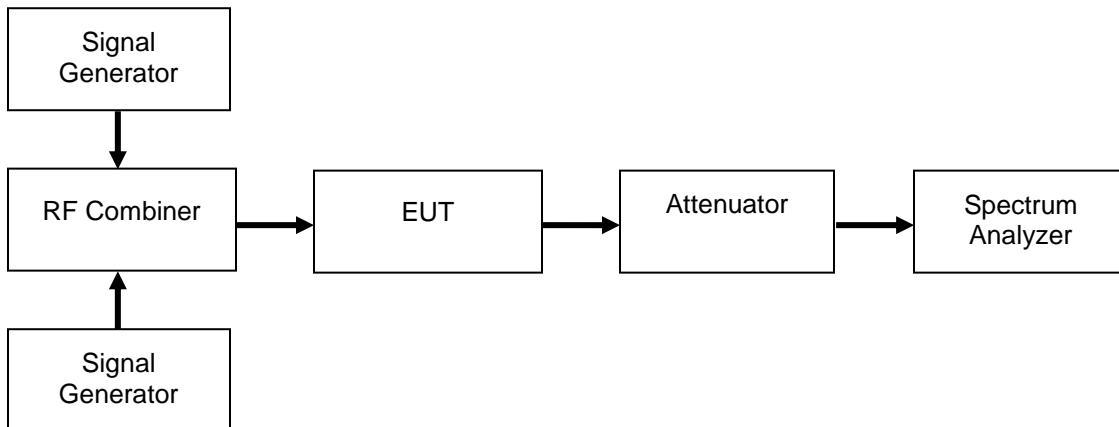 Signal
Generator
RF Combiner
EUT
Attenuator
Spectrum
Analyzer
Signal
Generator